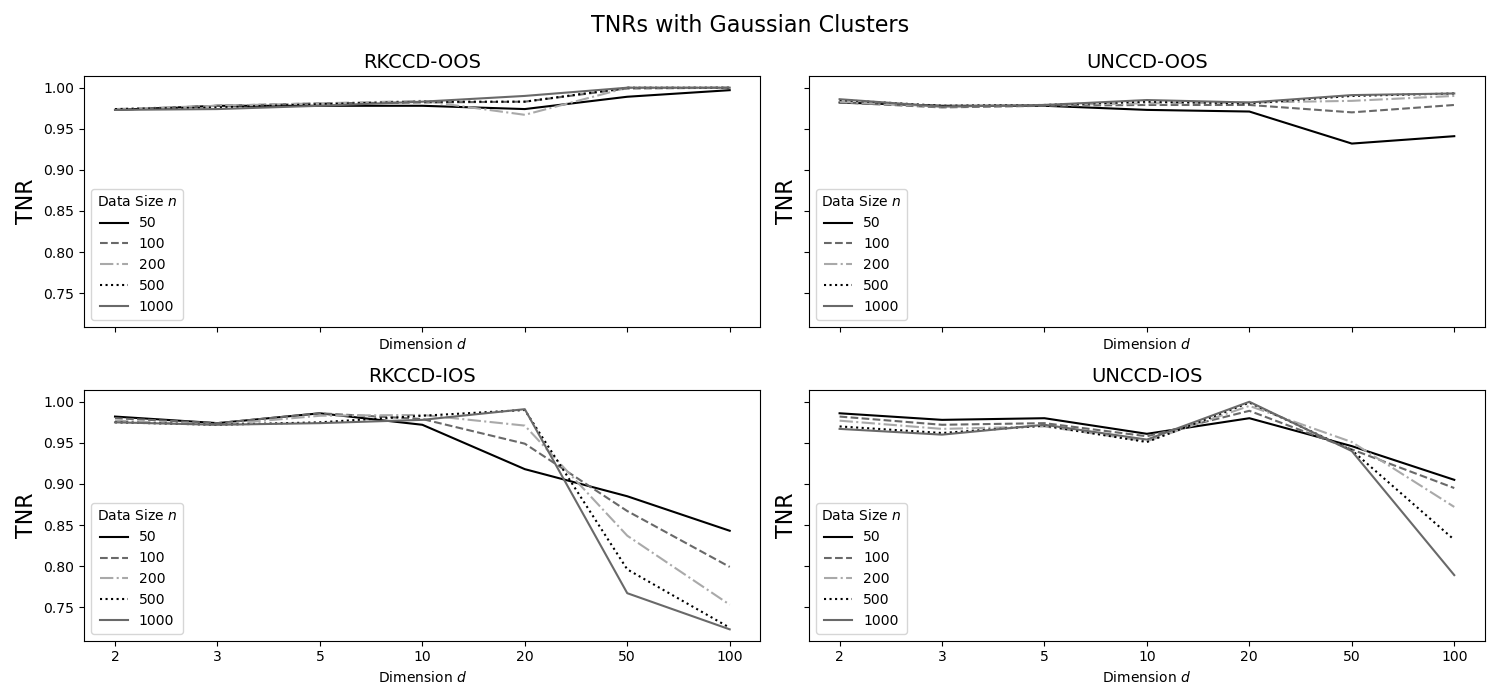 TNRs with Gaussian Clusters
RKCCD-OOS
1.00
0.95
0.90
0.85
0.80
0.75
TNR
Data Size n
50
100
200
500
1000
Dimension d
UNCCD-OOS
TNR
Data Size n
50
100
200
500
1000
Dimension d
RKCCD-IOS
1.00
0.95
0.90
0.85
0.80
0.75
TNR
Data Size n
50
100
200
500
1000
2 3 5 10 20 50 100
Dimension d
UNCCD-IOS
TNR
Data Size n
50
100
200
500
1000
2 3 5 10 20 50 100
Dimension d